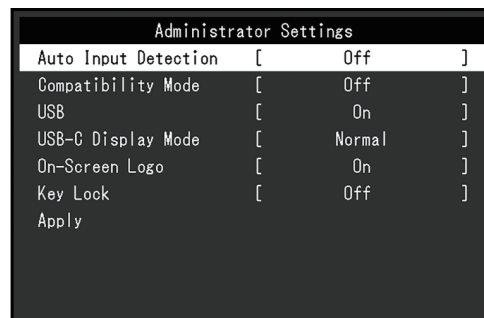 Administrator Settings
Auto Input Detection [ Off ]
Compatibility Mode [ Off ]
USB [ On ]
USB-C Display Mode [ Normal ]
On-Screen Logo [ On ]
Key Lock [ Off ]
Apply